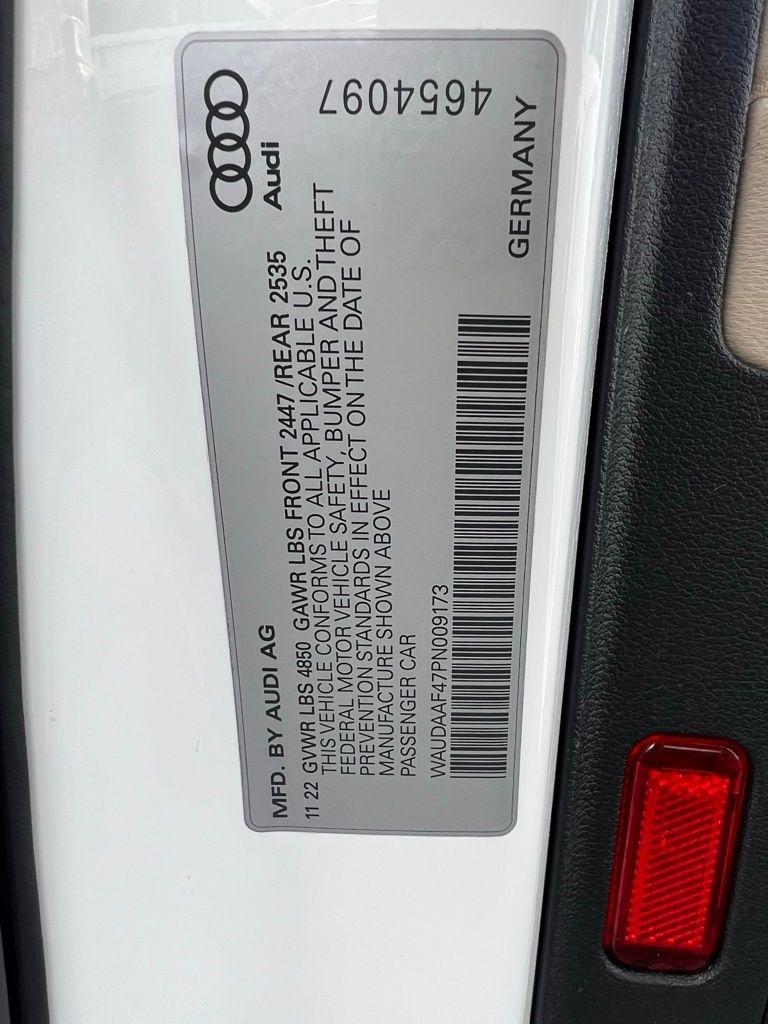 MFD. BY AUDI AG
Audi
11 22 GVWR LBS 4850 GAWR LBS FRONT 2447 /REAR 2535
THIS VEHICLE CONFORMS TO ALL APPLICABLE U.S.
FEDERAL MOTOR VEHICLE SAFETY, BUMPER AND THEFT
PREVENTION STANDARDS IN EFFECT ON THE DATE OF
MANUFACTURE SHOWN ABOVE
PASSENGER CAR
WAUDAAF47PN009173
GERMANY
4654097